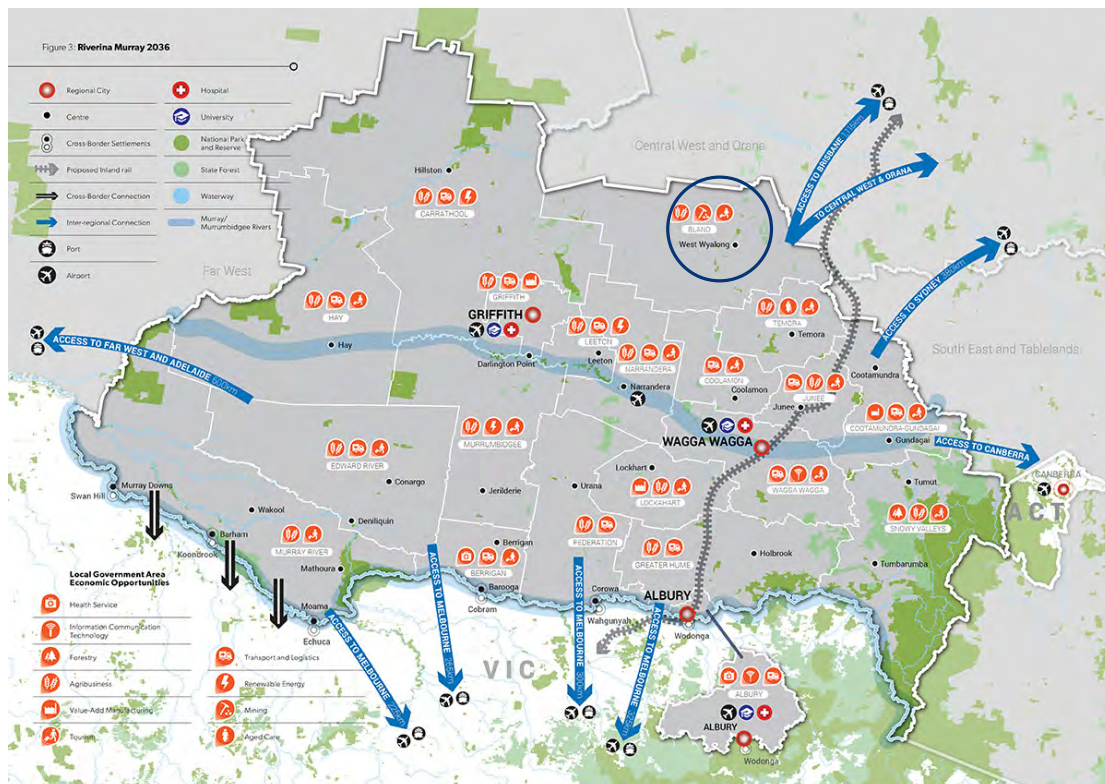 Figure 3: Riverina Murray 2036
Regional City
Hospital
Centre
University
Cross-Border Settlements
National Park
and Reserve
Proposed Inland rail
State Forest
Cross-Border Connection
Waterway
Inter-regional Connection
Murray/
Murrumbidgee Rivers
Port
Airport
Central West and Orana
ACCESS TO BRISBANE 1115km
TO CENTRAL WEST & ORANA
Hillston
CARRATHOOL
BLAND
West Wyalong
Far West
ACCESS TO SYDNEY 380km
HAY
GRIFFITH
GRIFFITH
TEMORA
Temora
South East and Tablelands
ACCESS TO FAR WEST AND ADELAIDE 600km
Hay
LEETON
Leeton
Darlington Point
NARRANDERA
Narrandera
COOLAMON
Coolamon
JUNEE
Junee
Cootamundra
COOTAMUNDRA-GUNDAGAI
Gundagai
ACCESS TO CANBERRA
CANBERRA
ACT
MURRUMBIDGEE
WAGGA WAGGA
EDWARD RIVER
Lockhart
WAGGA WAGGA
Conargo
Jerilderie
Urana
LOCKAHART
Tumut
SNOWY VALLEYS
Murray Downs
Swan Hill
Wakool
Deniliquin
Barham
Koondrook
MURRAY RIVER
Mathoura
Berrigan
BERRIGAN
FEDERATION
GREATER HUME
Holbrook
Tumbarumba
Moama
Echuca
Barooga
Cobram
Corowa
Wahgunyah
ALBURY
Wodonga
ACCESS TO MELBOURNE
ACCESS TO MELBOURNE
ACCESS TO MELBOURNE 300km
ACCESS TO MELBOURNE
VIC
ALBURY
ALBURY
Wodonga
Local Government Area
Economic Opportunities
Health Service
Information Communication
Technology
Forestry
Transport and Logistics
Agribusiness
Renewable Energy
Value-Add Manufacturing
Mining
Tourism
Aged Care